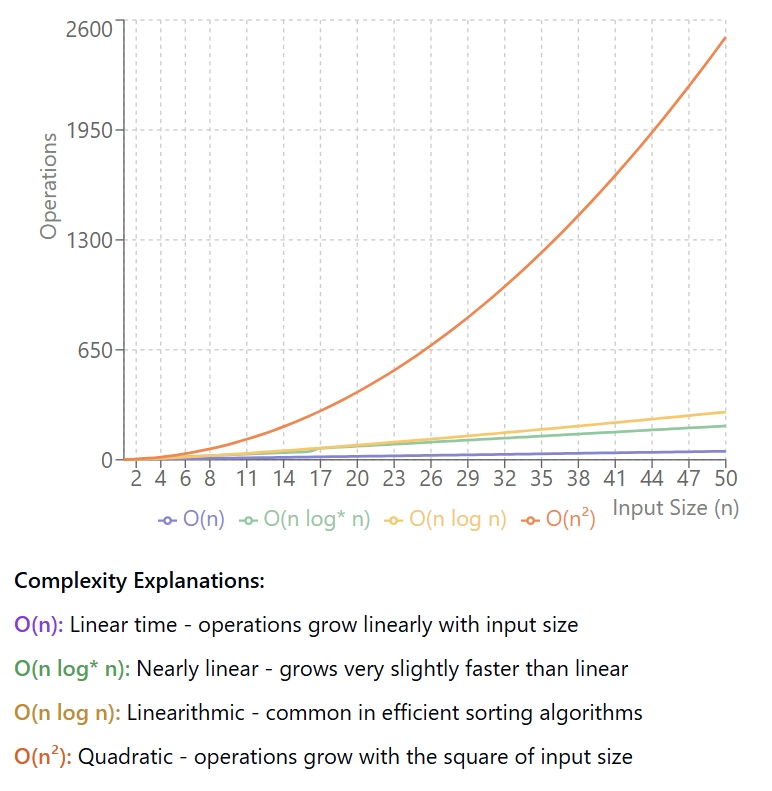 2600
1950
1300
650
0
Operations
2 4 6 8 11 14 17 20 23 26 29 32 35 38 41 44 47 50
Input Size (n)
O(n) O(n log* n) O(n log n) O(n²)
Complexity Explanations:
O(n): Linear time - operations grow linearly with input size
O(n log* n): Nearly linear - grows very slightly faster than linear
O(n log n): Linearithmic - common in efficient sorting algorithms
O(n²): Quadratic - operations grow with the square of input size